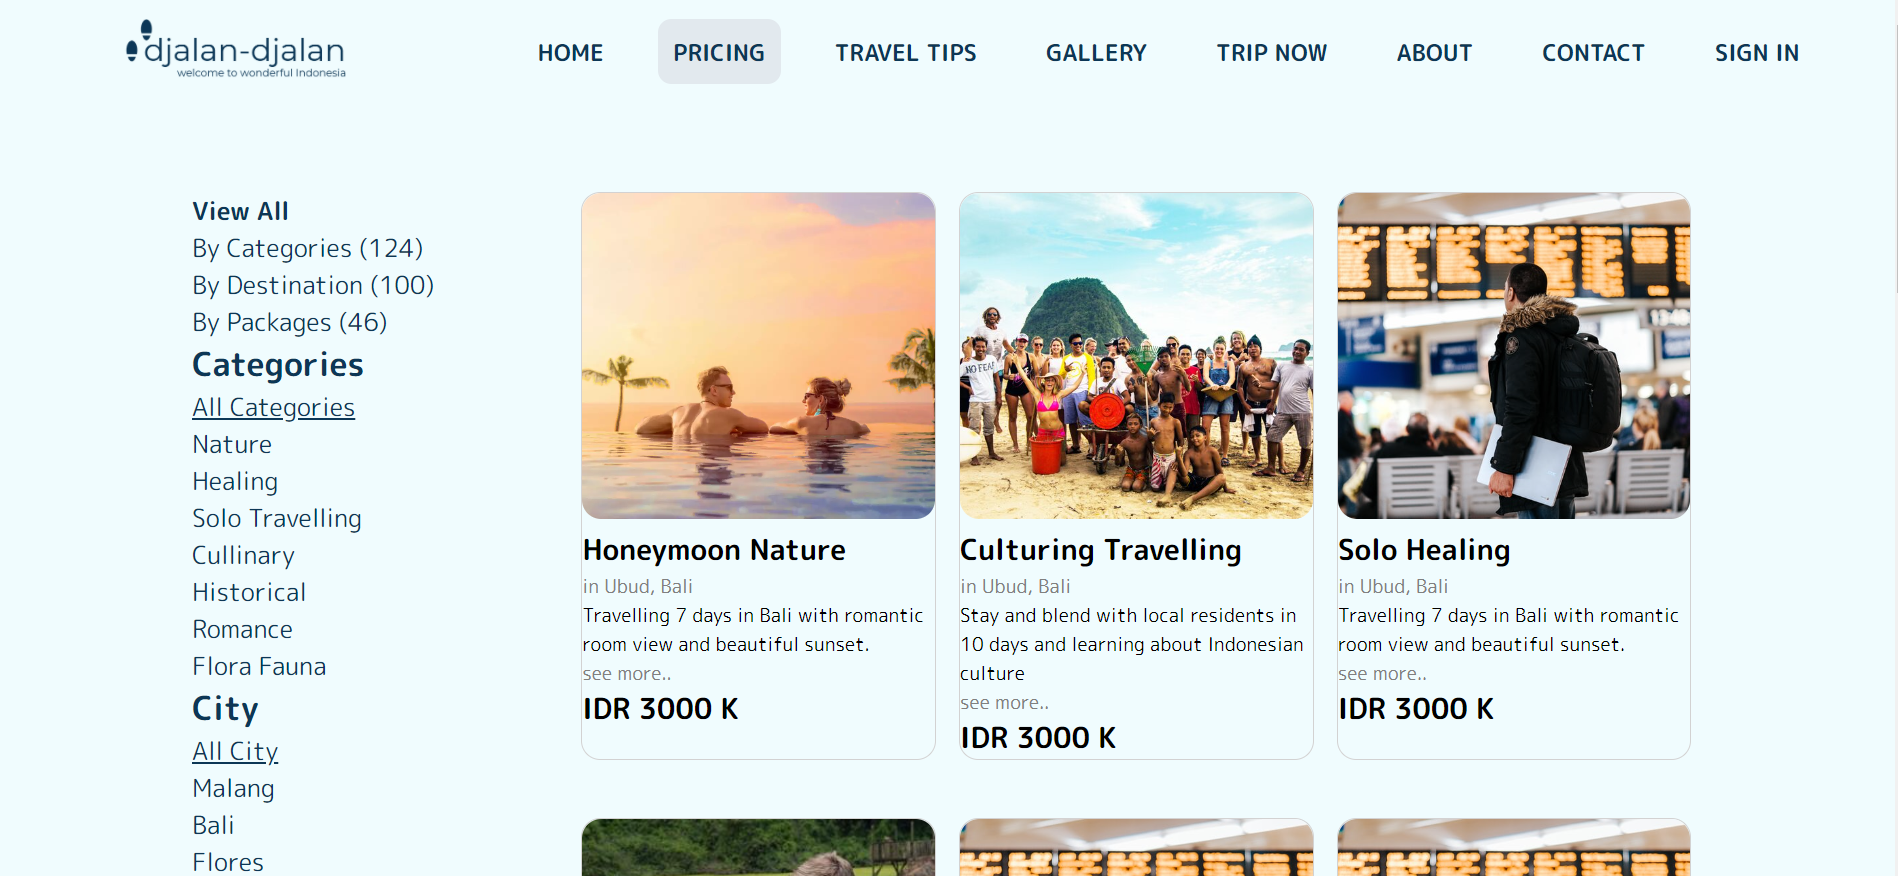 djalan-djalan
welcome to wonderful Indonesia
HOME
PRICING
TRAVEL TIPS
GALLERY
TRIP NOW
ABOUT
CONTACT
SIGN IN
View All
By Categories (124)
By Destination (100)
By Packages (46)
Categories
All Categories
Nature
Healing
Solo Travelling
Cullinary
Historical
Romance
Flora Fauna
City
All City
Malang
Bali
Flores
Honeymoon Nature
in Ubud, Bali
Travelling 7 days in Bali with romantic
room view and beautiful sunset.
see more..
IDR 3000 K
NO FEAR
Culturing Travelling
in Ubud, Bali
Stay and blend with local residents in
10 days and learning about Indonesian
culture
see more..
IDR 3000 K
Solo Healing
in Ubud, Bali
Travelling 7 days in Bali with romantic
room view and beautiful sunset.
see more..
IDR 3000 K